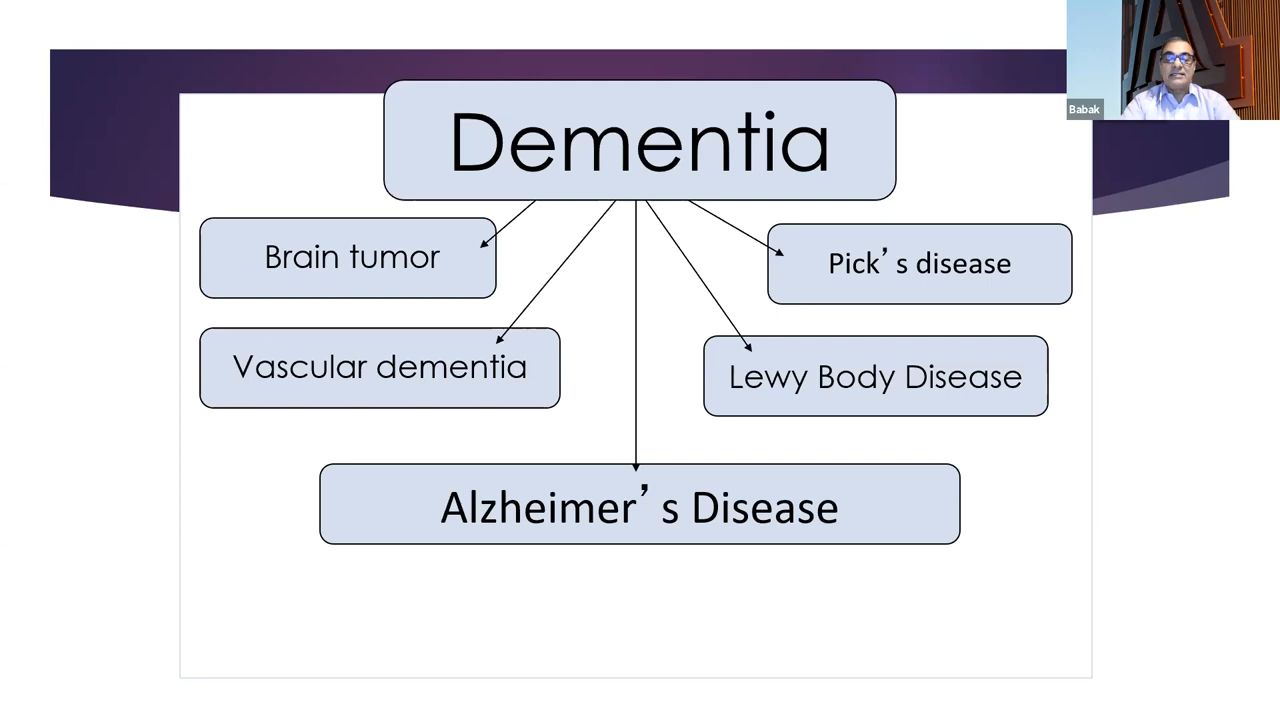 Babak
Dementia
Brain tumor
Pick’s disease
Vascular dementia
Lewy Body Disease
Alzheimer’s Disease